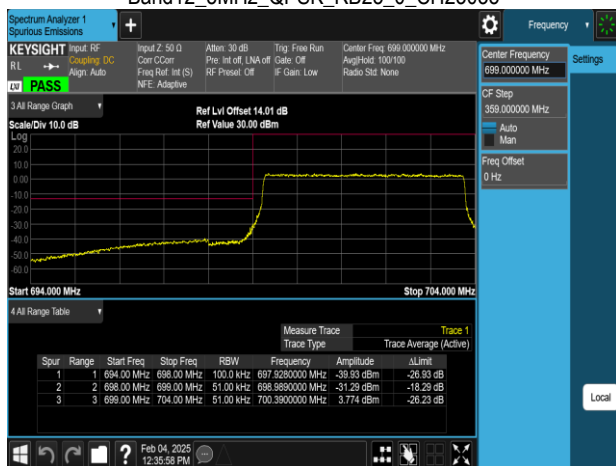 Spectrum Analyzer 1
Spurious Emissions
+
Frequency
KEYSIGHT
RL
PASS
Input: RF
Coupling: DC
Align: Auto
Input Z: 50 Ω
Corr CCorr
Freq Ref: Int (S)
NFE: Adaptive
Atten: 30 dB
Pre: Int off, LNA off
RF Preset: Off
Trig: Free Run
Gate: Off
IF Gain: Low
Center Freq: 699.000000 MHz
Avg|Hold: 100/100
Radio Std: None
Center Frequency
699.000000 MHz
Settings
CF Step
359.000000 MHz
Auto
Man
Freq Offset
0 Hz
3 All Range Graph
Scale/Div 10.0 dB
Ref Lvl Offset 14.01 dB
Ref Value 30.00 dBm
Log
20.0
10.0
0.00
-10.0
-20.0
-30.0
-40.0
-50.0
-60.0
Start 694.000 MHz
Stop 704.000 MHz
4 All Range Table
Measure Trace Trace 1
Trace Type Trace Average (Active)
Spur Range Start Freq Stop Freq RBW Frequency Amplitude ΔLimit
1 1 694.00 MHz 698.00 MHz 100.0 kHz 697.9280000 MHz -39.93 dBm -26.93 dB
2 2 698.00 MHz 699.00 MHz 51.00 kHz 698.9890000 MHz -31.29 dBm -18.29 dB
3 3 699.00 MHz 704.00 MHz 51.00 kHz 700.3900000 MHz 3.774 dBm -26.23 dB
Local
?
Feb 04, 2025
12:35:58 PM